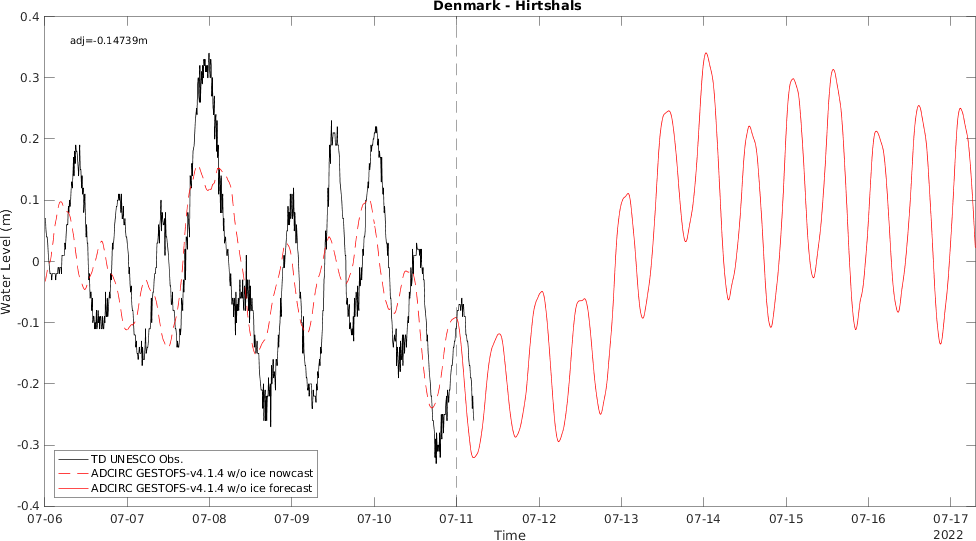 Denmark - Hirtshals
adj=-0.14739m
0.4
0.3
0.2
0.1
0
-0.1
-0.2
-0.3
-0.4
Water Level (m)
TD UNESCO Obs.
ADCIRC GESTOFS-v4.1.4 w/o ice nowcast
ADCIRC GESTOFS-v4.1.4 w/o ice forecast
07-06 07-07 07-08 07-09 07-10 07-11 07-12 07-13 07-14 07-15 07-16 07-17
Time
2022